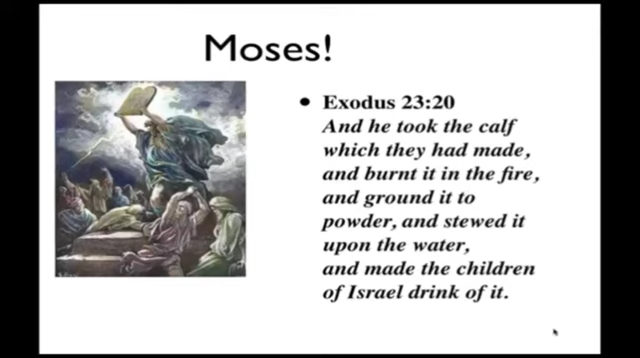 Moses!
Exodus 23:20
And he took the calf
which they had made,
and burnt it in the fire,
and ground it to
powder, and stewed it
upon the water,
and made the children
of Israel drink of it.